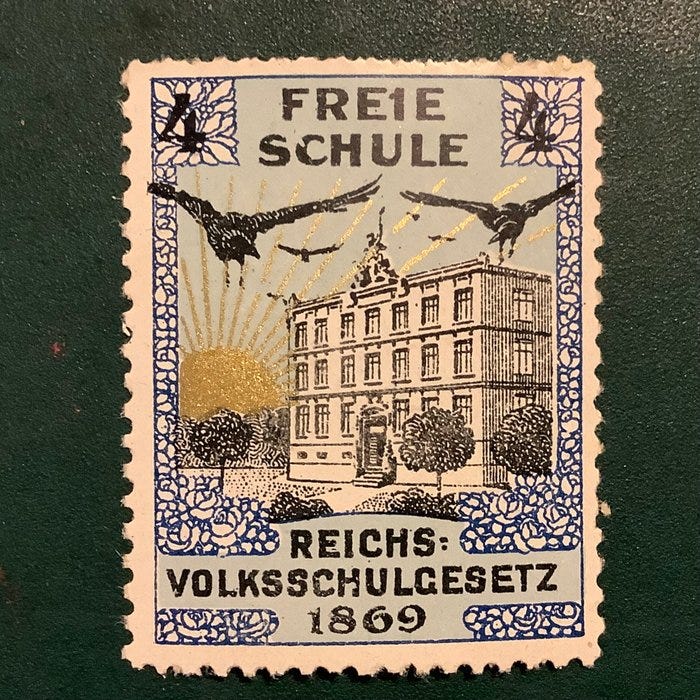 4 FREIE 4
SCHULE
REICHS:
VOLKSSCHULGESETZ
1869